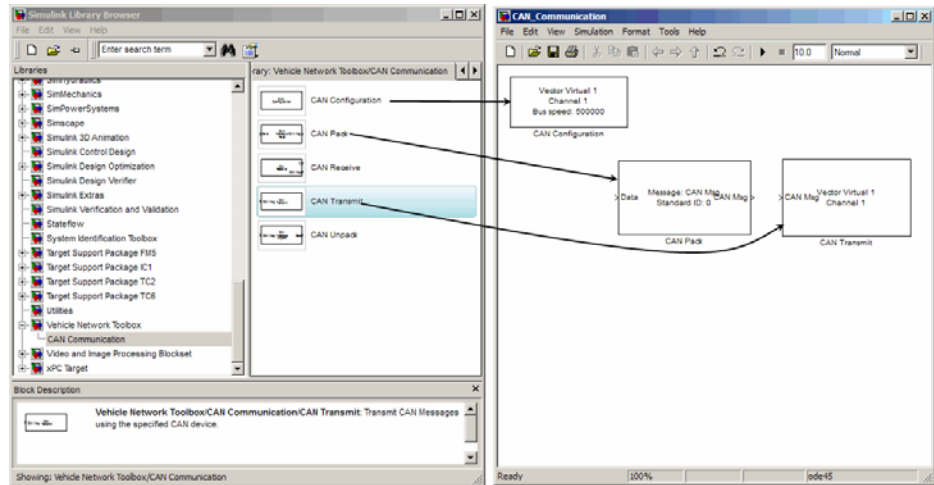 Simulink Library Browser
File Edit View Help
Enter search term
Libraries
rary: Vehicle Network Toolbox/CAN Communication
SimHydraulics
SimMechanics
SimPowerSystems
Simscape
Simulink 3D Animation
Simulink Control Design
Simulink Design Optimization
Simulink Design Verifier
Simulink Extras
Simulink Verification and Validation
Stateflow
System Identification Toolbox
Target Support Package FM5
Target Support Package IC1
Target Support Package TC2
Target Support Package TC6
Utilities
Vehicle Network Toolbox
CAN Communication
Video and Image Processing Blockset
xPC Target
CAN Configuration
CAN Pack
CAN Receive
CAN Transmit
CAN Unpack
Block Description
Vehicle Network Toolbox/CAN Communication/CAN Transmit: Transmit CAN Messages
using the specified CAN device.
Showing: Vehicle Network Toolbox/CAN Communication
CAN_Communication
File Edit View Simulation Format Tools Help
10.0 Normal
Vector Virtual 1
Channel 1
Bus speed: 500000
CAN Configuration
Data
Message: CAN Msg
Standard ID: 0
CAN Msg
CAN Pack
CAN Msg
Vector Virtual 1
Channel 1
CAN Transmit
Ready 100% ode45